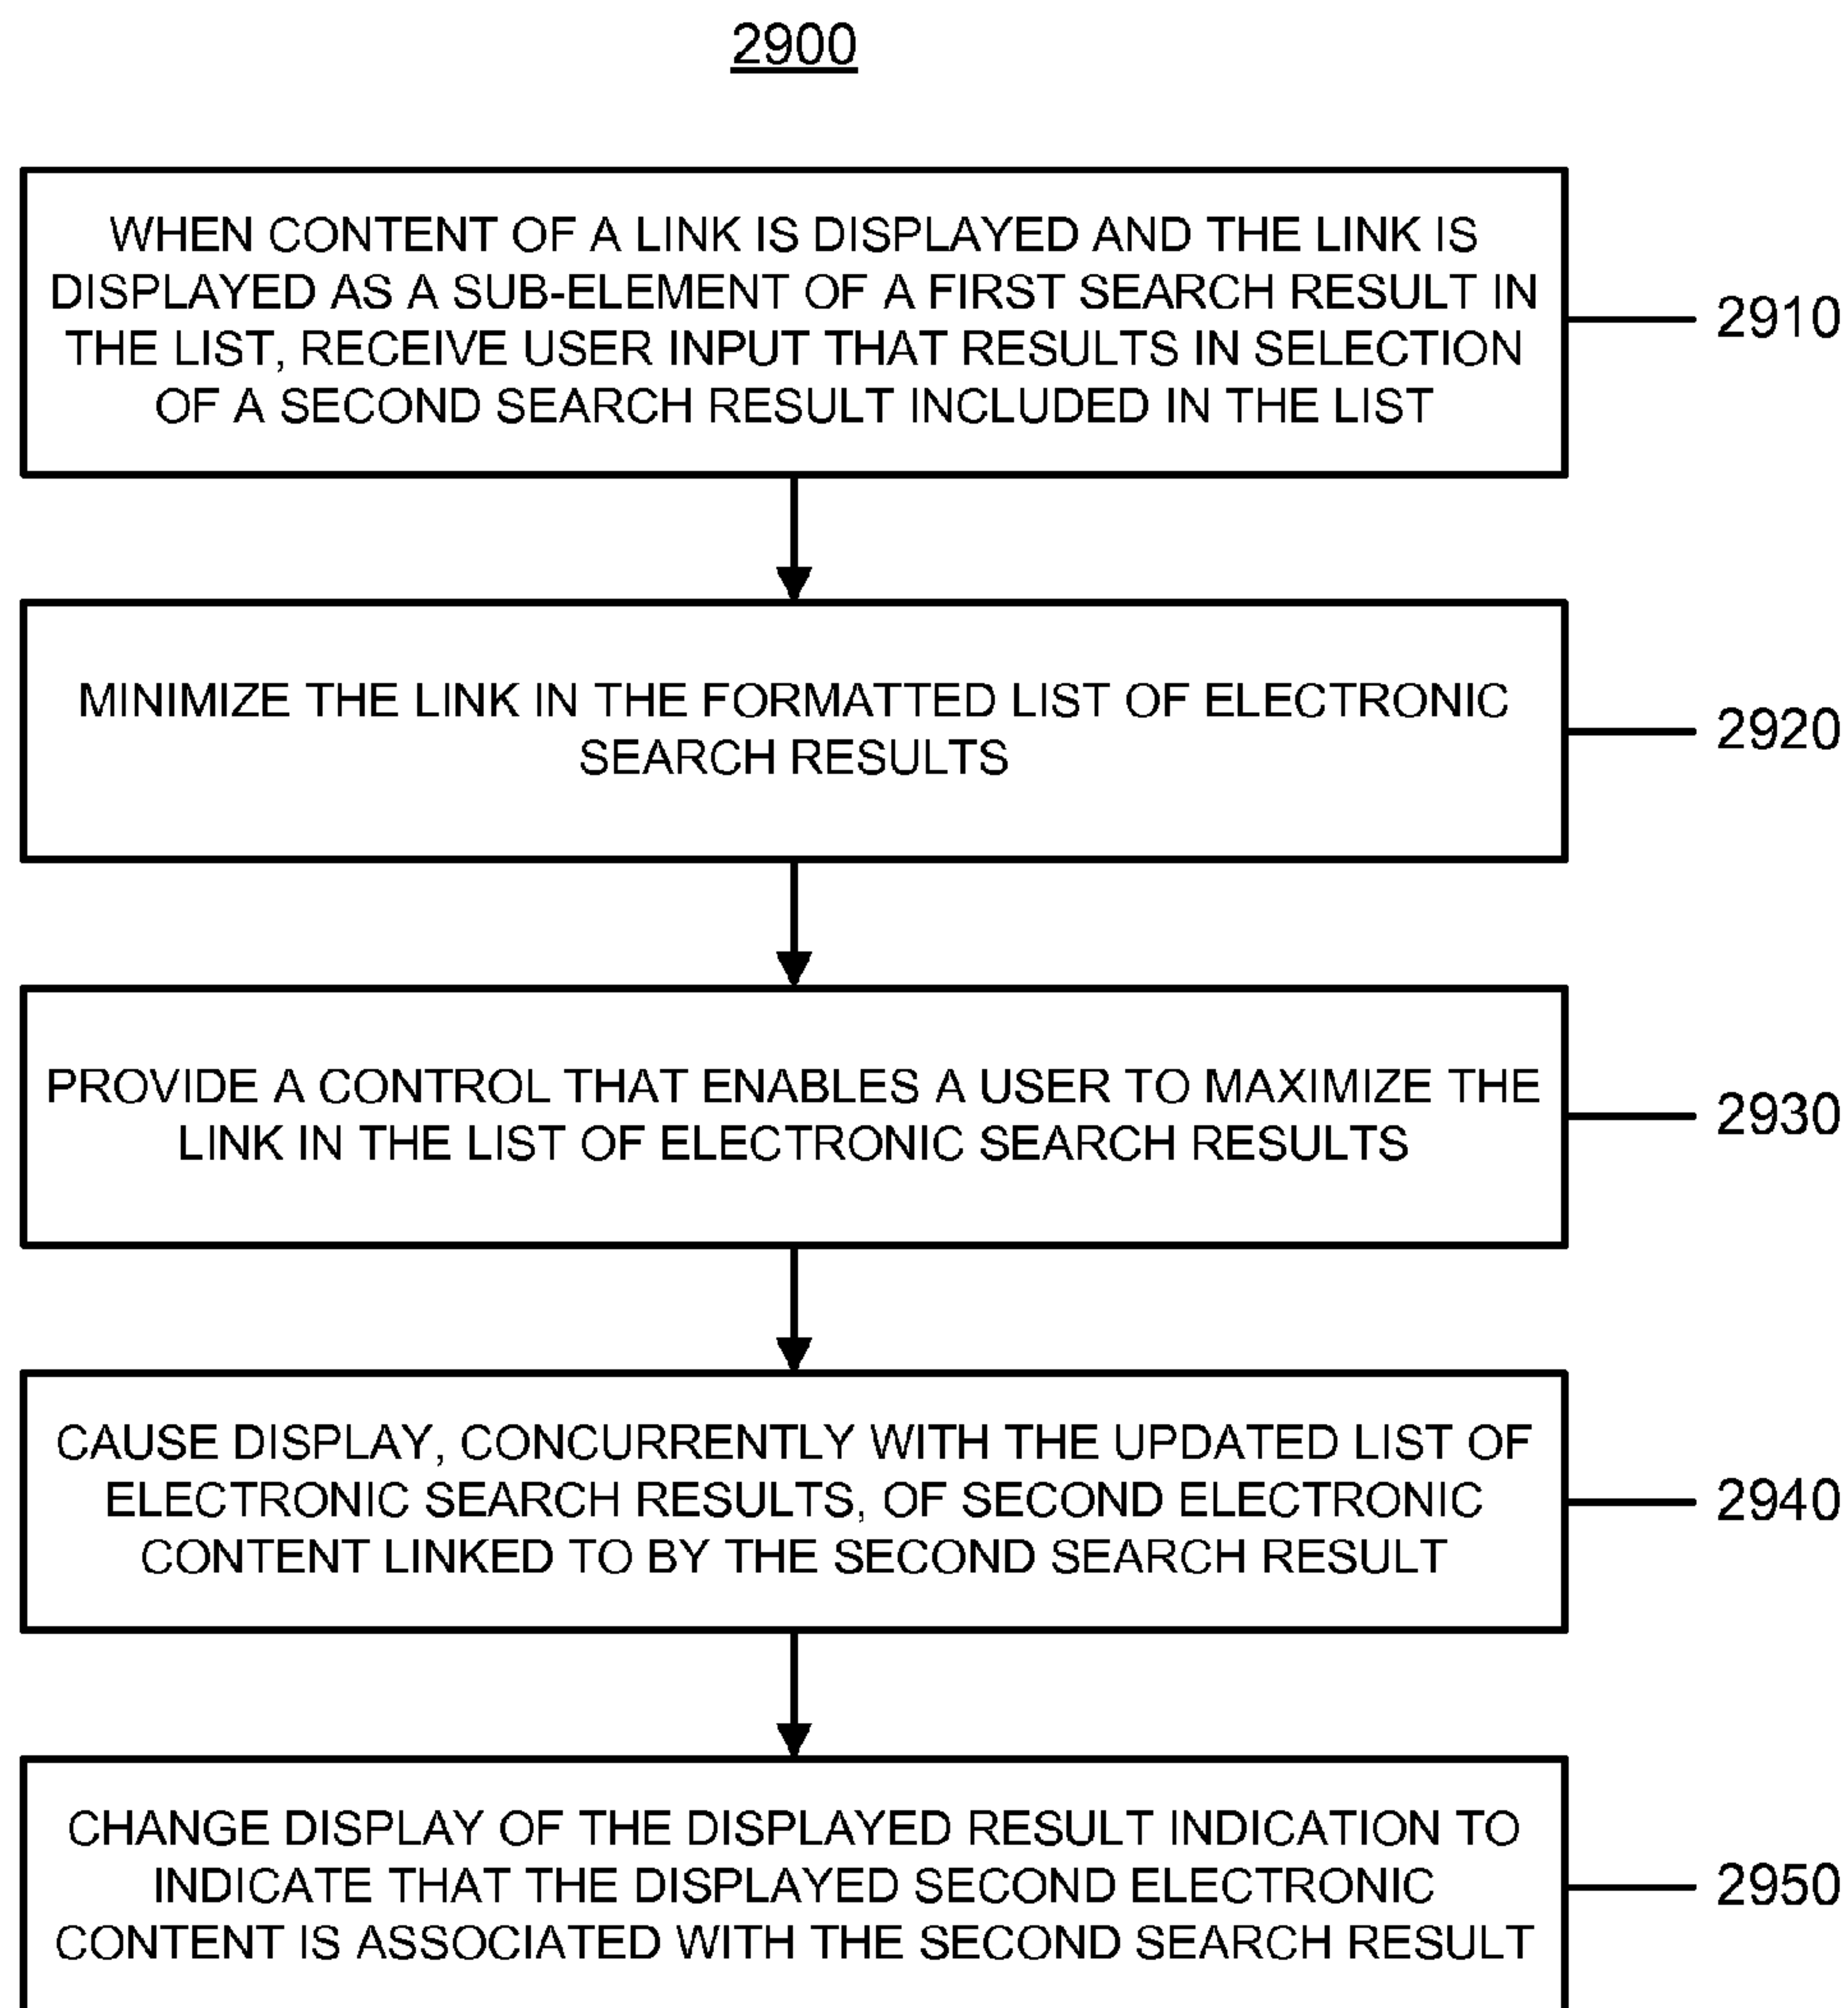 2900
WHEN CONTENT OF A LINK IS DISPLAYED AND THE LINK IS
DISPLAYED AS A SUB-ELEMENT OF A FIRST SEARCH RESULT IN
THE LIST, RECEIVE USER INPUT THAT RESULTS IN SELECTION
OF A SECOND SEARCH RESULT INCLUDED IN THE LIST
2910
MINIMIZE THE LINK IN THE FORMATTED LIST OF ELECTRONIC
SEARCH RESULTS
2920
PROVIDE A CONTROL THAT ENABLES A USER TO MAXIMIZE THE
LINK IN THE LIST OF ELECTRONIC SEARCH RESULTS
2930
CAUSE DISPLAY, CONCURRENTLY WITH THE UPDATED LIST OF
ELECTRONIC SEARCH RESULTS, OF SECOND ELECTRONIC
CONTENT LINKED TO BY THE SECOND SEARCH RESULT
2940
CHANGE DISPLAY OF THE DISPLAYED RESULT INDICATION TO
INDICATE THAT THE DISPLAYED SECOND ELECTRONIC
CONTENT IS ASSOCIATED WITH THE SECOND SEARCH RESULT
2950